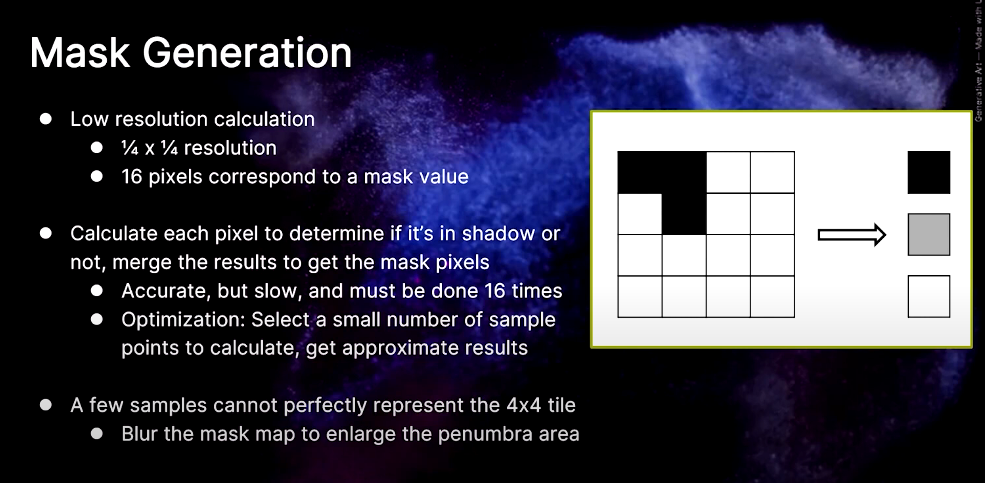 Mask Generation
● Low resolution calculation
● ¼ x ¼ resolution
● 16 pixels correspond to a mask value
● Calculate each pixel to determine if it's in shadow or
not, merge the results to get the mask pixels
● Accurate, but slow, and must be done 16 times
● Optimization: Select a small number of sample
points to calculate, get approximate results
● A few samples cannot perfectly represent the 4x4 tile
● Blur the mask map to enlarge the penumbra area
Generative Art — Made with U